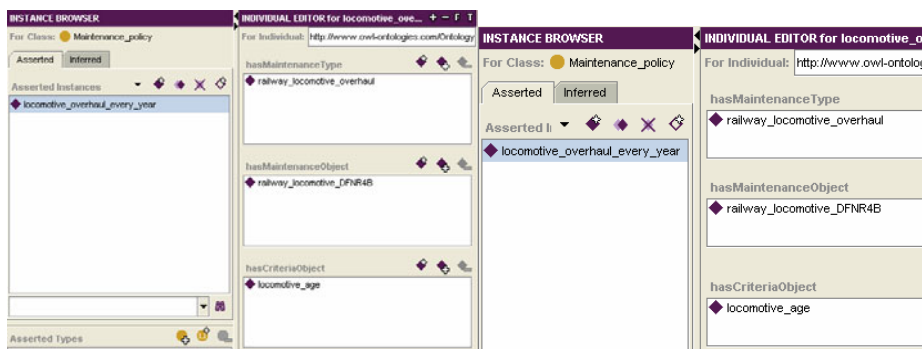 INSTANCE BROWSER
For Class: Maintenance_policy
Asserted Inferred
Asserted Instances
locomotive_overhaul_every_year
Asserted Types
INDIVIDUAL EDITOR for locomotive_ove... + − F T
For Individual: http://www.owl-ontologies.com/Ontology
hasMaintenanceType
railway_locomotive_overhaul
hasMaintenanceObject
railway_locomotive_DFNR4B
hasCriteriaObject
locomotive_age
INSTANCE BROWSER
For Class: Maintenance_policy
Asserted Inferred
Asserted I
locomotive_overhaul_every_year
INDIVIDUAL EDITOR for locomotive_o
For Individual: http://www.owl-ontolog
hasMaintenanceType
railway_locomotive_overhaul
hasMaintenanceObject
railway_locomotive_DFNR4B
hasCriteriaObject
locomotive_age